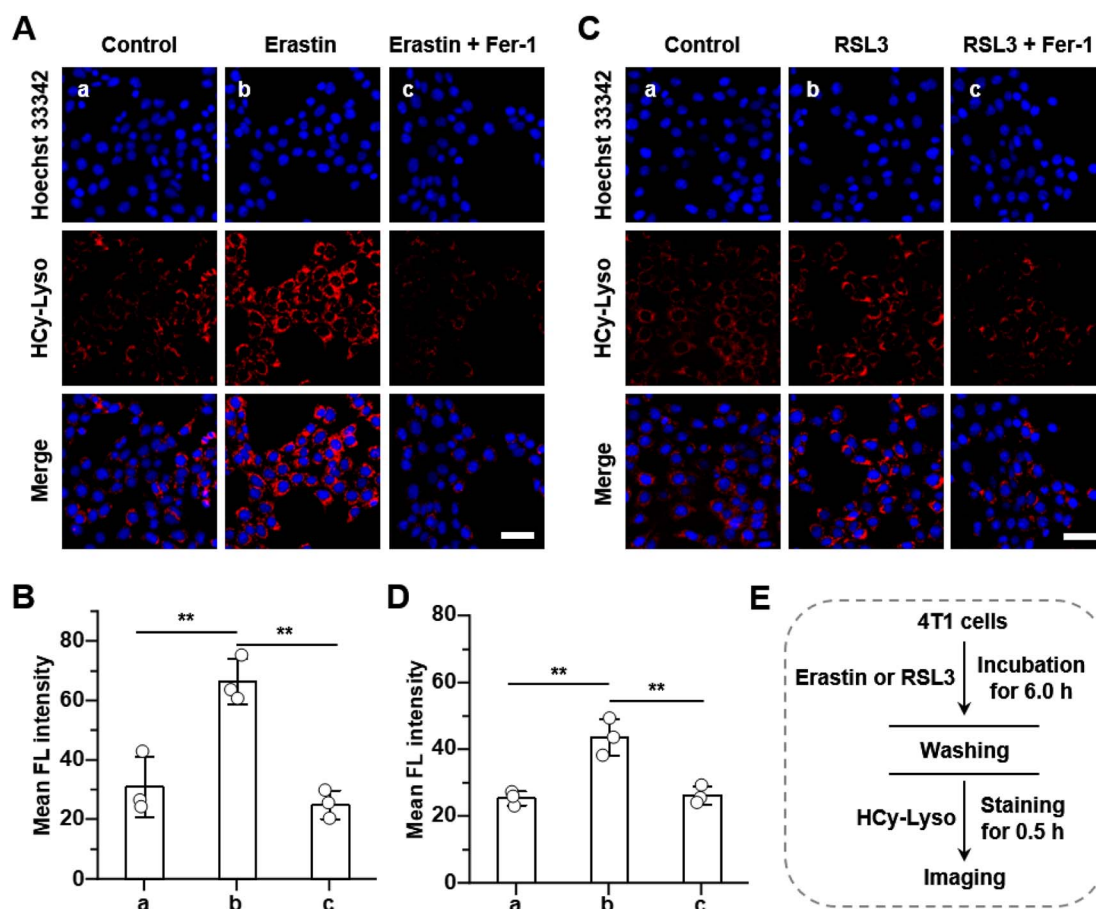 A
Control
Erastin
Erastin + Fer-1
Hoechst 33342
a
b
c
HCy-Lyso
Merge
C
Control
RSL3
RSL3 + Fer-1
Hoechst 33342
a
b
c
HCy-Lyso
Merge
B
Mean FL intensity
80
60
40
20
0
**
**
a
b
c
D
Mean FL intensity
80
60
40
20
0
**
**
a
b
c
E
4T1 cells
Erastin or RSL3
Incubation
for 6.0 h
Washing
HCy-Lyso
Staining
for 0.5 h
Imaging